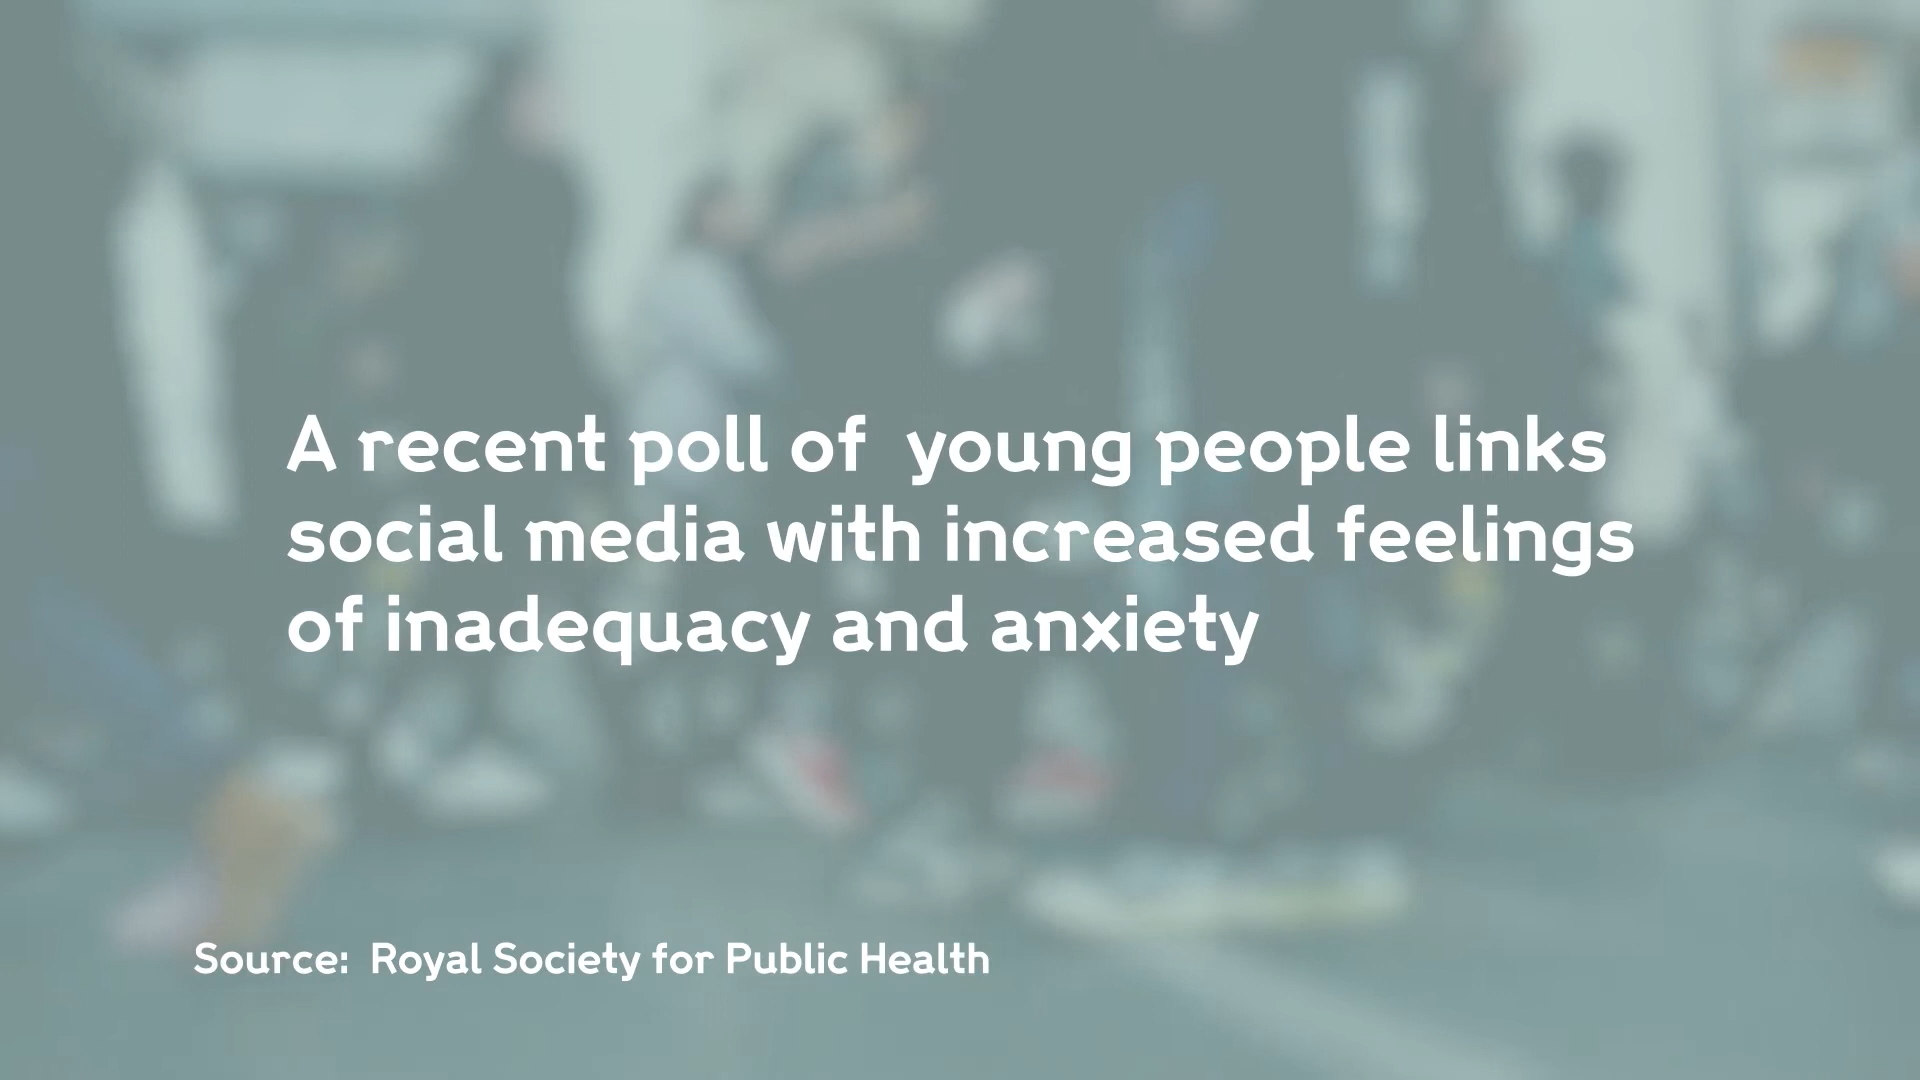 A recent poll of  young people links
social media with increased feelings
of inadequacy and anxiety
Source:  Royal Society for Public Health